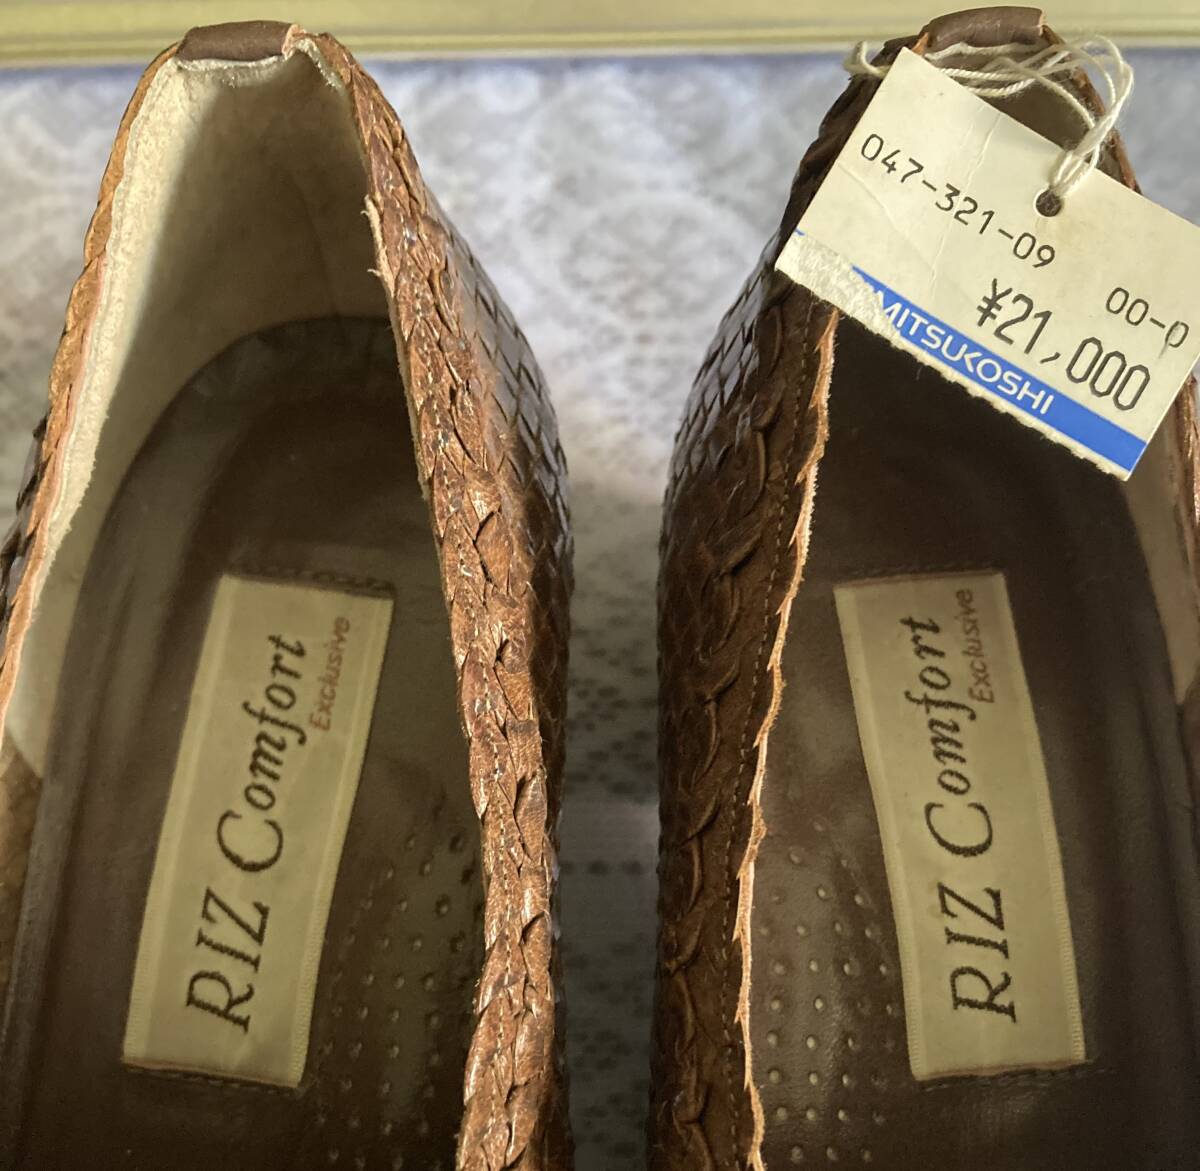 047-321-09
00-0
¥21,000
MITSUKOSHI
RIZ Comfort
Exclusive
RIZ Comfort
Exclusive